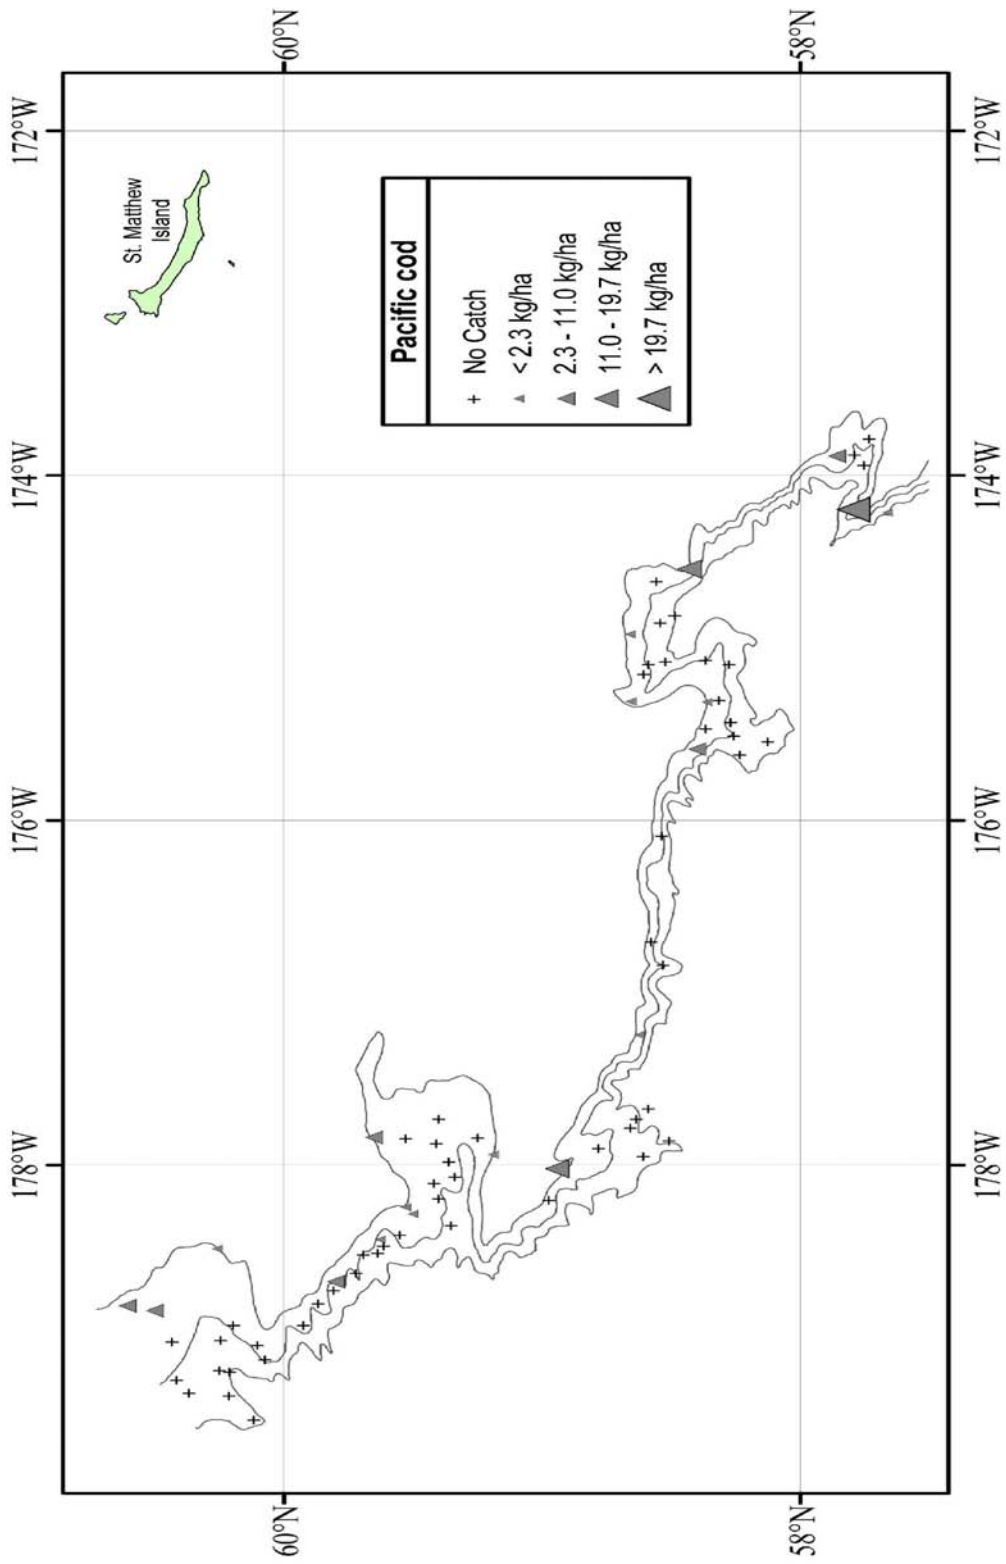 172°W
174°W
176°W
178°W
60°N
58°N
St. Matthew
Island
Pacific cod
No Catch
< 2.3 kg/ha
2.3 - 11.0 kg/ha
11.0 - 19.7 kg/ha
> 19.7 kg/ha
60°N
58°N
172°W
174°W
176°W
178°W